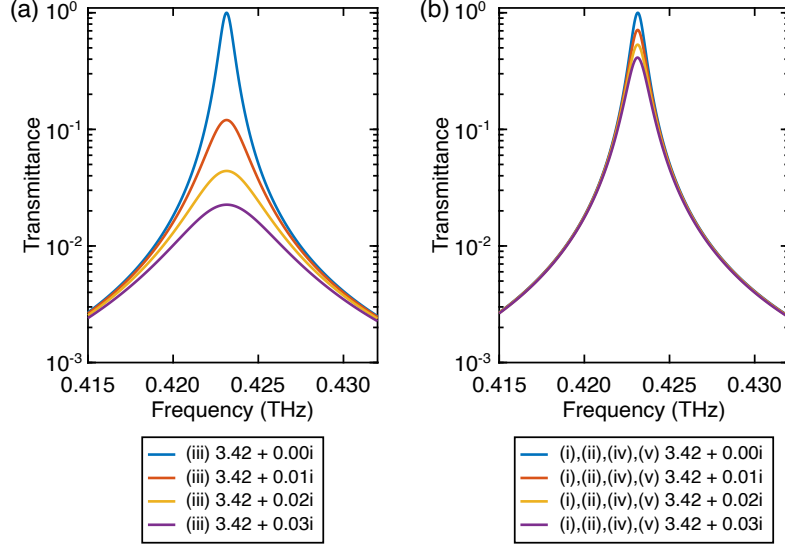 (a)
10⁰
10⁻¹
10⁻²
10⁻³
Transmittance
0.415 0.420 0.425 0.430
Frequency (THz)
(iii) 3.42 + 0.00i
(iii) 3.42 + 0.01i
(iii) 3.42 + 0.02i
(iii) 3.42 + 0.03i
(b)
10⁰
10⁻¹
10⁻²
10⁻³
Transmittance
0.415 0.420 0.425 0.430
Frequency (THz)
(i),(ii),(iv),(v) 3.42 + 0.00i
(i),(ii),(iv),(v) 3.42 + 0.01i
(i),(ii),(iv),(v) 3.42 + 0.02i
(i),(ii),(iv),(v) 3.42 + 0.03i